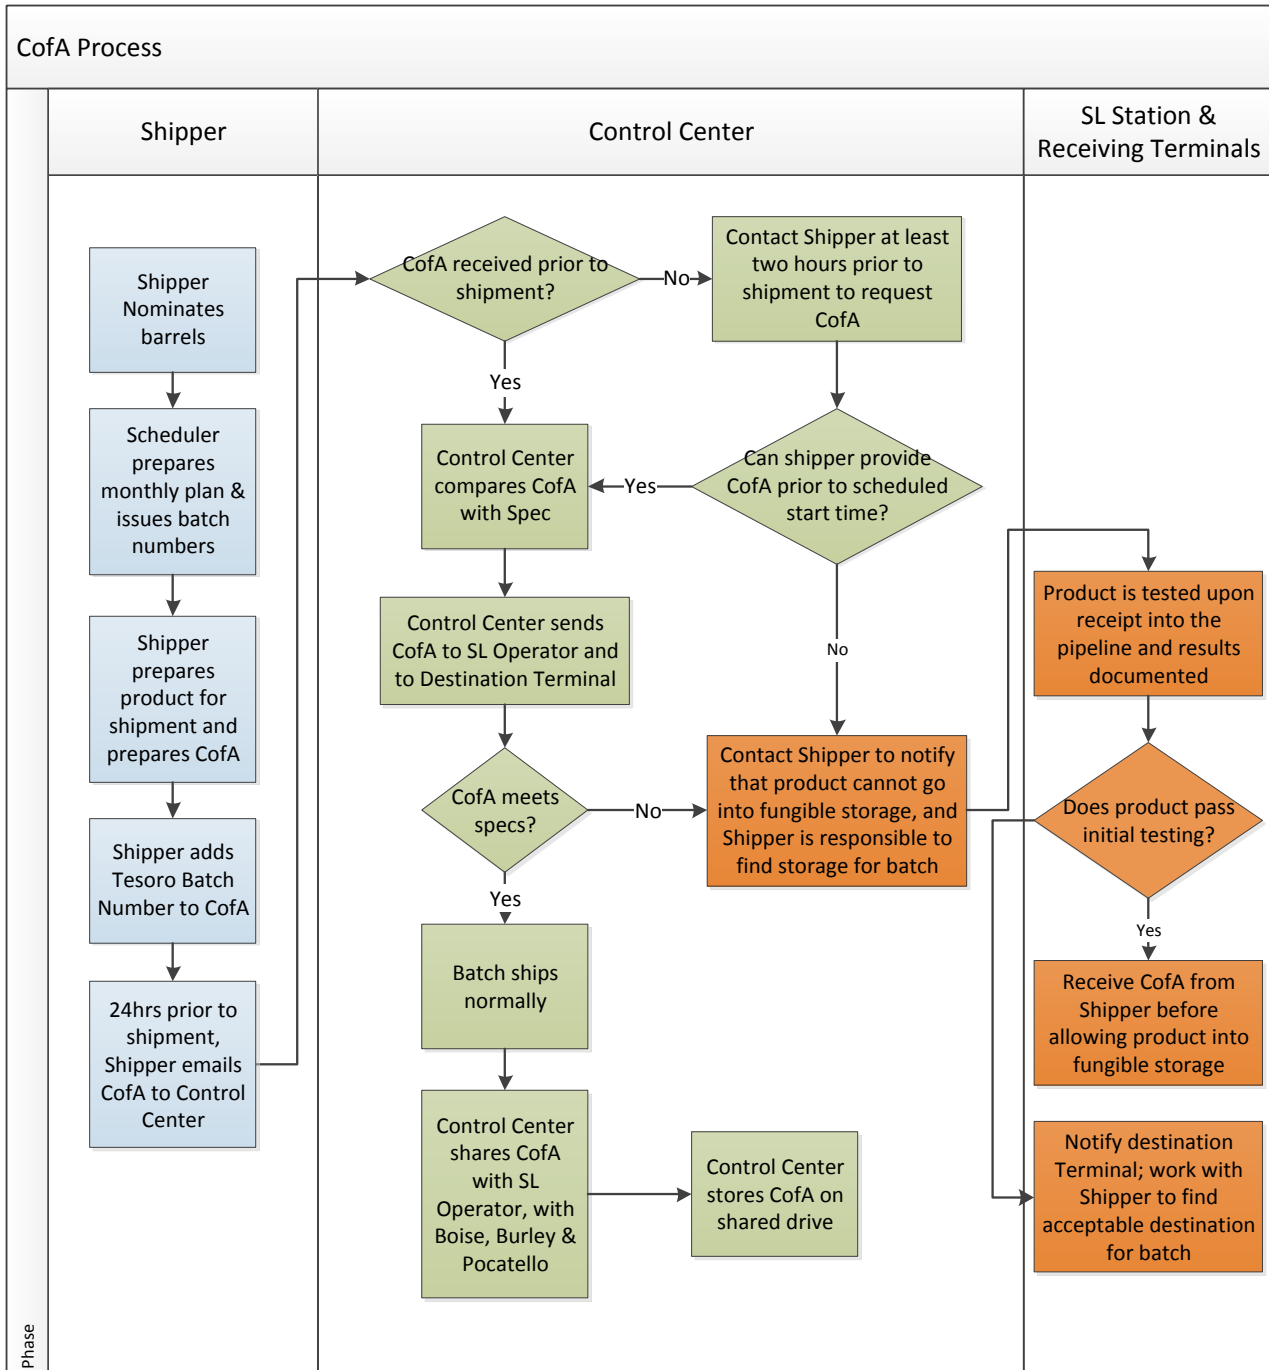 CofA Process
Shipper
Control Center
SL Station &
Receiving Terminals
Shipper
Nominates
barrels
Scheduler
prepares
monthly plan &
issues batch
numbers
Shipper
prepares
product for
shipment and
prepares CofA
Shipper adds
Tesoro Batch
Number to CofA
24hrs prior to
shipment,
Shipper emails
CofA to Control
Center
CofA received prior to
shipment?
No
Contact Shipper at least
two hours prior to
shipment to request
CofA
Yes
Control Center
compares CofA
with Spec
Yes
Can shipper provide
CofA prior to scheduled
start time?
No
Control Center sends
CofA to SL Operator and
to Destination Terminal
CofA meets
specs?
No
Contact Shipper to notify
that product cannot go
into fungible storage, and
Shipper is responsible to
find storage for batch
Yes
Batch ships
normally
Control Center
shares CofA
with SL
Operator, with
Boise, Burley &
Pocatello
Control Center
stores CofA on
shared drive
Product is tested upon
receipt into the
pipeline and results
documented
Does product pass
initial testing?
Yes
Receive CofA from
Shipper before
allowing product into
fungible storage
Notify destination
Terminal; work with
Shipper to find
acceptable destination
for batch
Phase